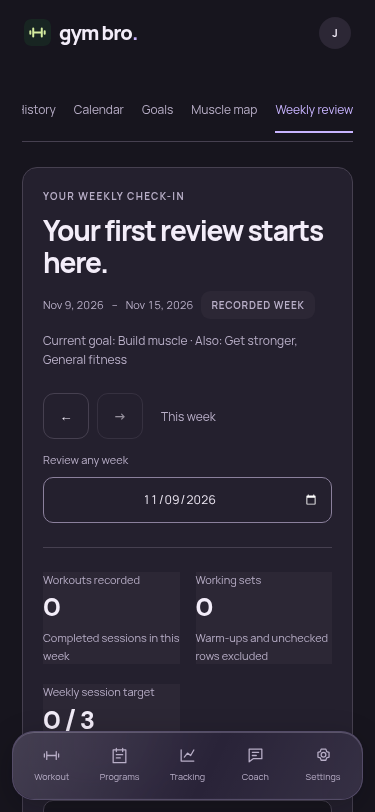 gym bro.
J
History Calendar Goals Muscle map Weekly review
YOUR WEEKLY CHECK-IN
Your first review starts
here.
Nov 9, 2026 – Nov 15, 2026 RECORDED WEEK
Current goal: Build muscle · Also: Get stronger,
General fitness
← → This week
Review any week
11/09/2026
Workouts recorded
0
Completed sessions in this
week
Working sets
0
Warm-ups and unchecked
rows excluded
Weekly session target
0 / 3
Workout Programs Tracking Coach Settings